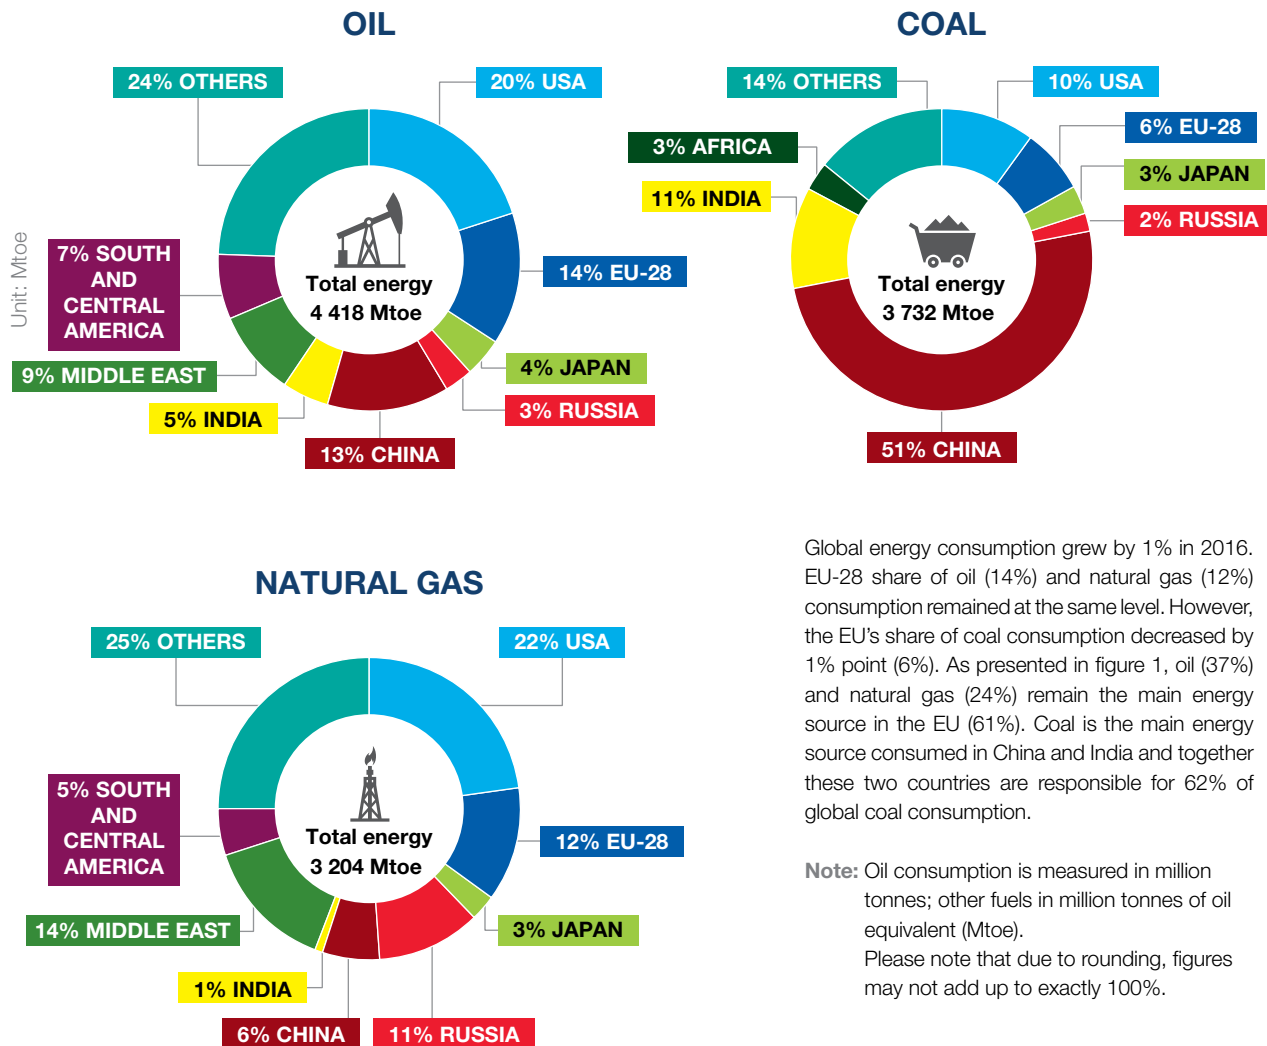 OIL
24% OTHERS
20% USA
7% SOUTH
AND
CENTRAL
AMERICA
Unit: Mtoe
Total energy
4 418 Mtoe
14% EU-28
9% MIDDLE EAST
4% JAPAN
5% INDIA
3% RUSSIA
13% CHINA
COAL
14% OTHERS
10% USA
3% AFRICA
6% EU-28
11% INDIA
3% JAPAN
2% RUSSIA
Total energy
3 732 Mtoe
51% CHINA
NATURAL GAS
25% OTHERS
22% USA
5% SOUTH
AND
CENTRAL
AMERICA
Total energy
3 204 Mtoe
12% EU-28
14% MIDDLE EAST
3% JAPAN
1% INDIA
6% CHINA
11% RUSSIA
Global energy consumption grew by 1% in 2016.
EU-28 share of oil (14%) and natural gas (12%)
consumption remained at the same level. However,
the EU’s share of coal consumption decreased by
1% point (6%). As presented in figure 1, oil (37%)
and natural gas (24%) remain the main energy
source in the EU (61%). Coal is the main energy
source consumed in China and India and together
these two countries are responsible for 62% of
global coal consumption.
Note: Oil consumption is measured in million
tonnes; other fuels in million tonnes of oil
equivalent (Mtoe).
Please note that due to rounding, figures
may not add up to exactly 100%.